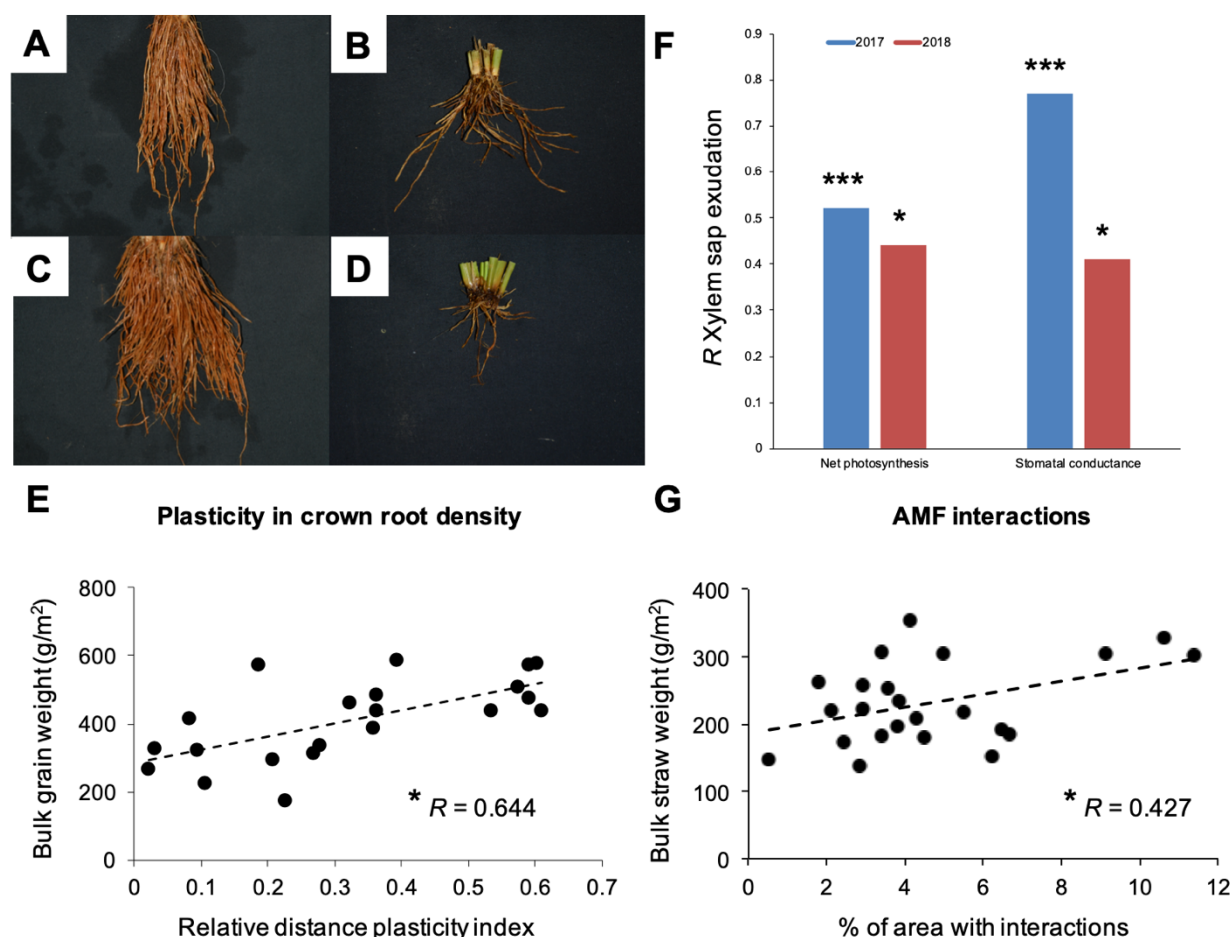 A
B
C
D
F
2017 2018
***
*
***
*
R Xylem sap exudation
0.9
0.8
0.7
0.6
0.5
0.4
0.3
0.2
0.1
0
Net photosynthesis Stomatal conductance
E
Plasticity in crown root density
Bulk grain weight (g/m²)
800
600
400
200
0
* R = 0.644
0 0.1 0.2 0.3 0.4 0.5 0.6 0.7
Relative distance plasticity index
G
AMF interactions
Bulk straw weight (g/m²)
400
300
200
100
0
* R = 0.427
0 2 4 6 8 10 12
% of area with interactions